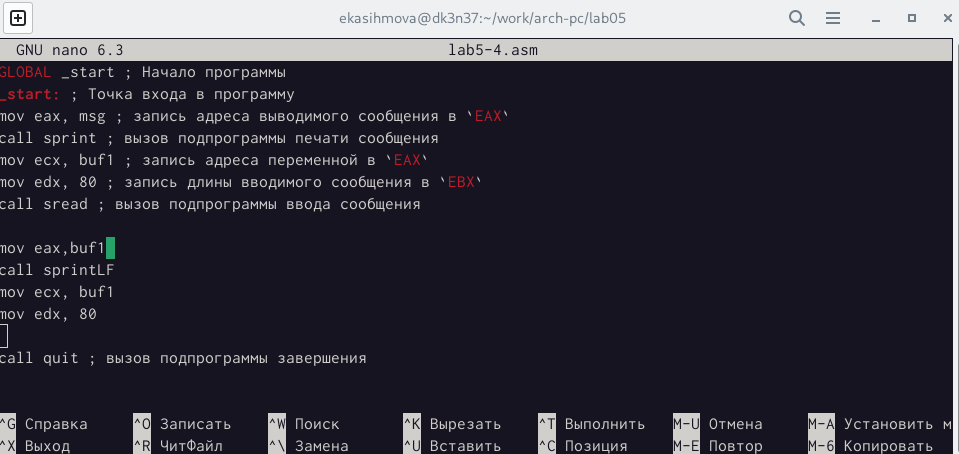 ekasihmova@dk3n37:~/work/arch-pc/lab05
GNU nano 6.3 lab5-4.asm
GLOBAL _start ; Начало программы
_start: ; Точка входа в программу
mov eax, msg ; запись адреса выводимого сообщения в `EAX`
call sprint ; вызов подпрограммы печати сообщения
mov ecx, buf1 ; запись адреса переменной в `EAX`
mov edx, 80 ; запись длины вводимого сообщения в `EBX`
call sread ; вызов подпрограммы ввода сообщения
mov eax,buf1
call sprintLF
mov ecx, buf1
mov edx, 80
call quit ; вызов подпрограммы завершения
^G Справка ^O Записать ^W Поиск ^K Вырезать ^T Выполнить M-U Отмена M-A Установить м
^X Выход ^R ЧитФайл ^\ Замена ^U Вставить ^C Позиция M-E Повтор M-6 Копировать